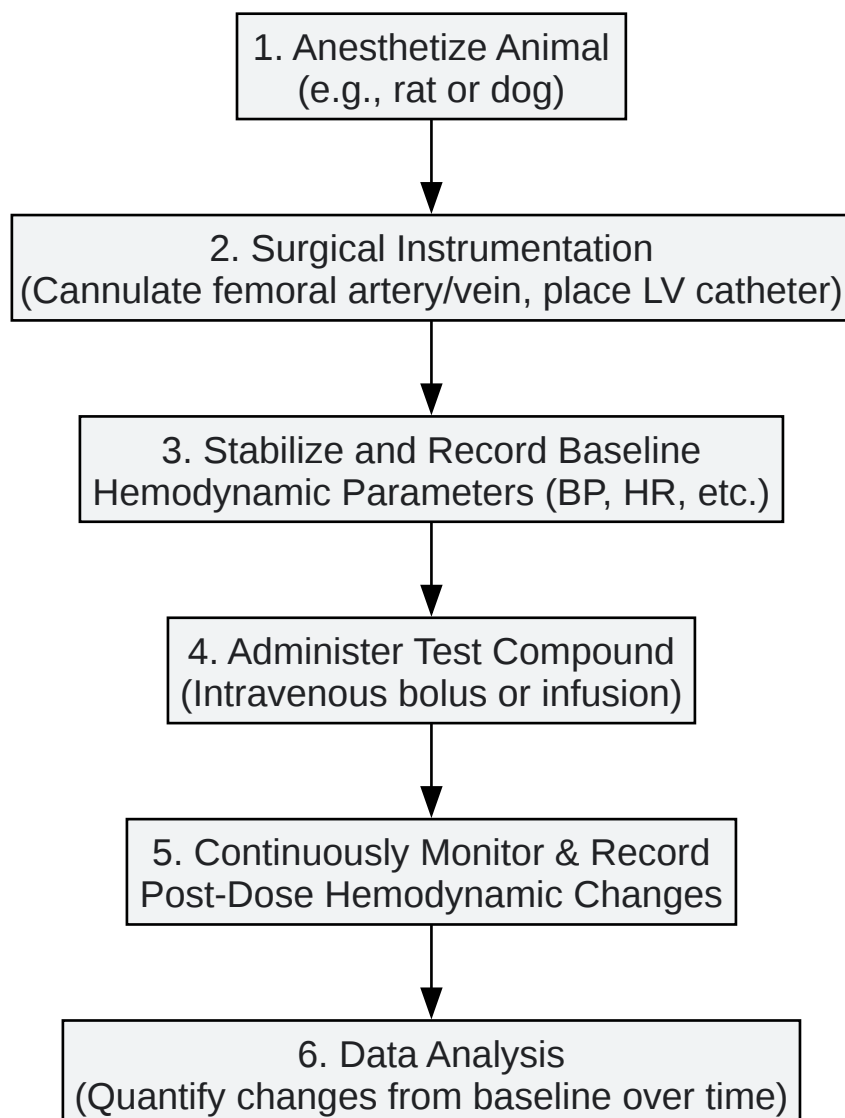 1. Anesthetize Animal
(e.g., rat or dog)
2. Surgical Instrumentation
(Cannulate femoral artery/vein, place LV catheter)
3. Stabilize and Record Baseline
Hemodynamic Parameters (BP, HR, etc.)
4. Administer Test Compound
(Intravenous bolus or infusion)
5. Continuously Monitor & Record
Post-Dose Hemodynamic Changes
6. Data Analysis
(Quantify changes from baseline over time)